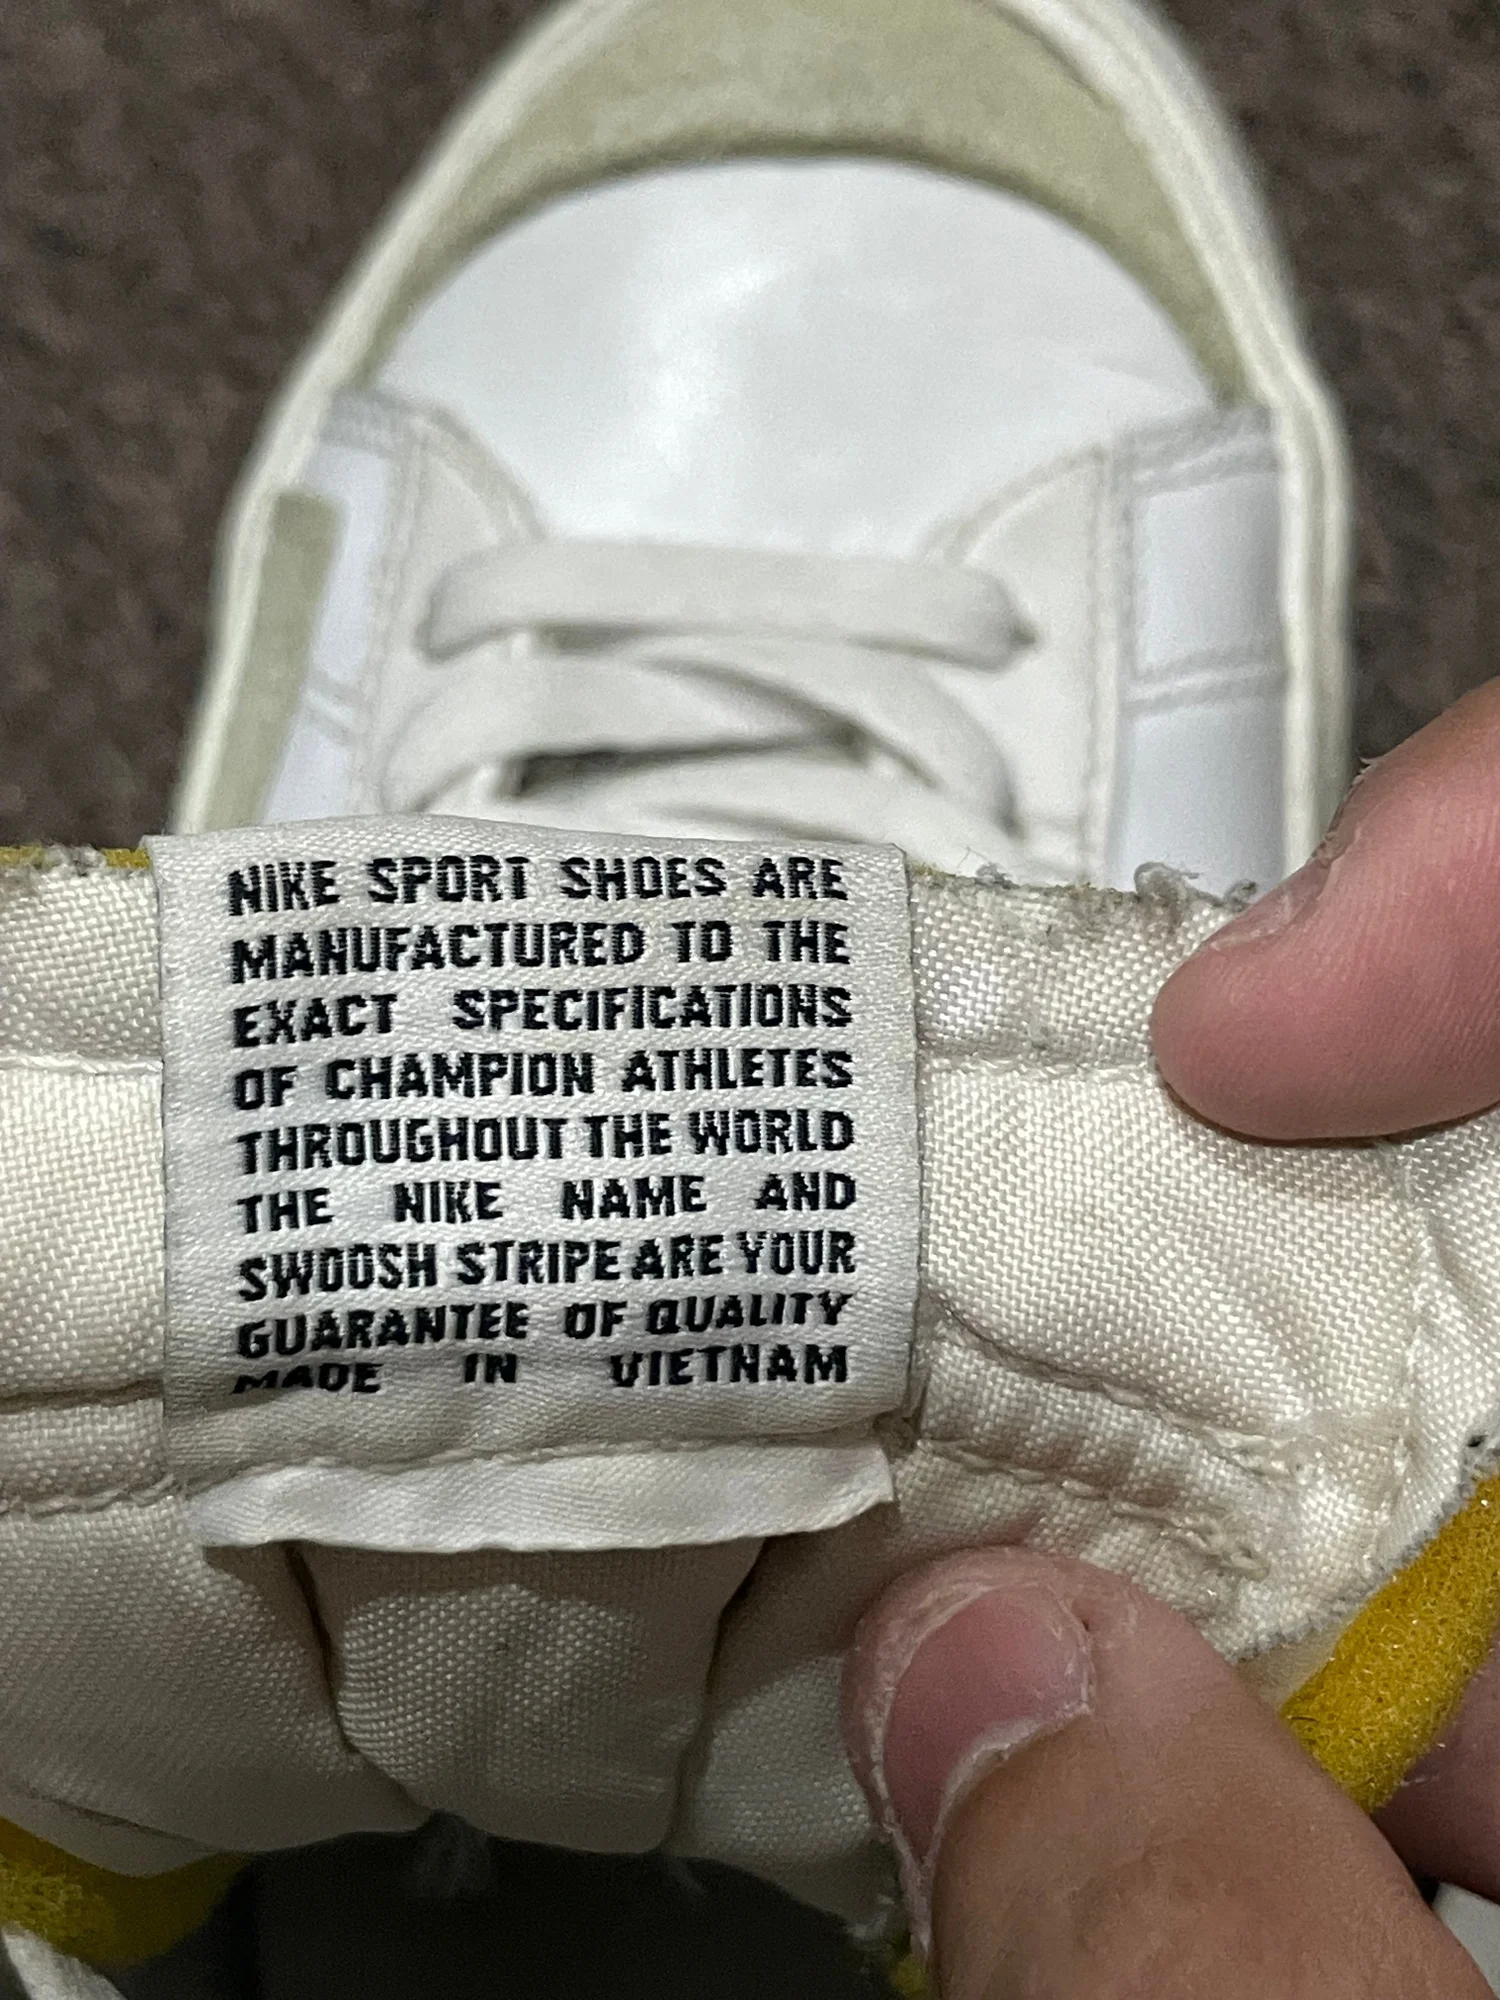 NIKE SPORT SHOES ARE
MANUFACTURED TO THE
EXACT SPECIFICATIONS
OF CHAMPION ATHLETES
THROUGHOUT THE WORLD
THE NIKE NAME AND
SWOOSH STRIPE ARE YOUR
GUARANTEE OF QUALITY
MADE IN VIETNAM